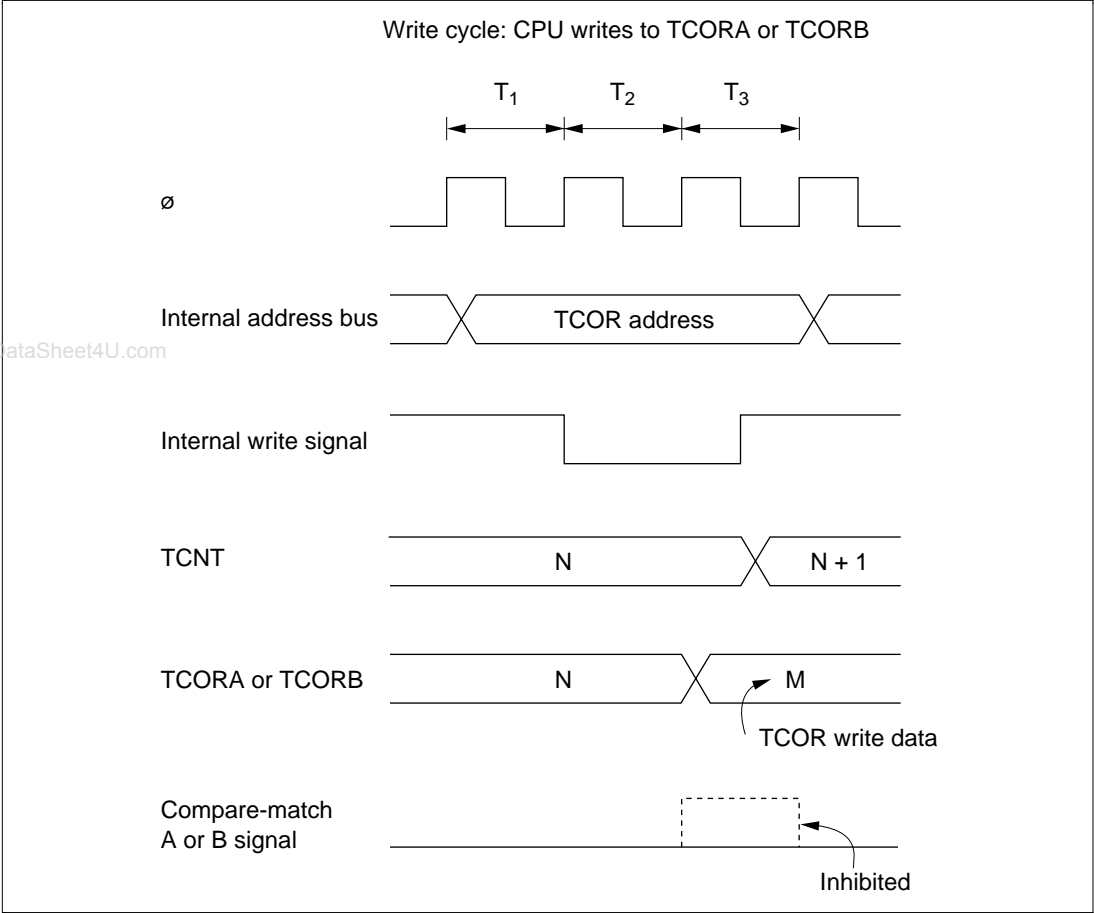 Write cycle: CPU writes to TCORA or TCORB
T1 T2 T3
ø
Internal address bus
TCOR address
ataSheet4U.com
Internal write signal
TCNT
N
N + 1
TCORA or TCORB
N
M
TCOR write data
Compare-match
A or B signal
Inhibited